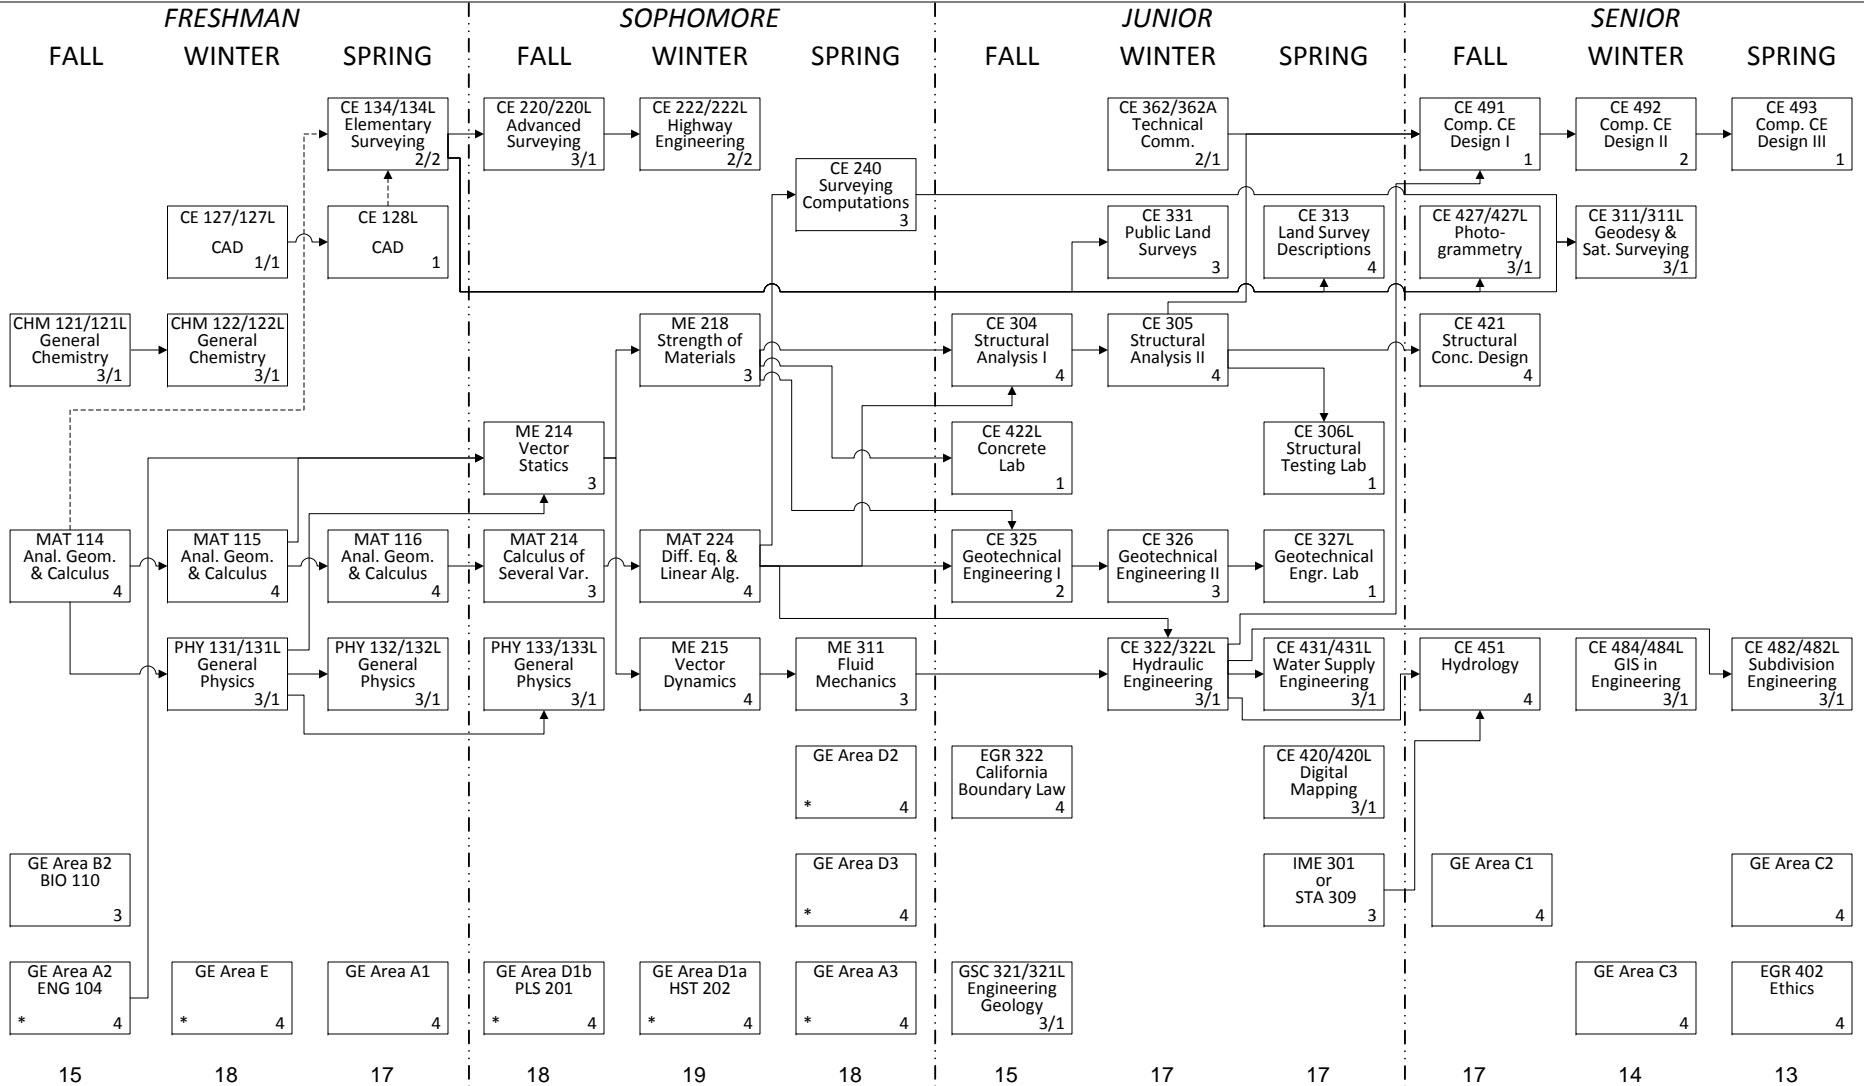 FRESHMAN
SOPHOMORE
JUNIOR
SENIOR
FALL
WINTER
SPRING
FALL
WINTER
SPRING
FALL
WINTER
SPRING
FALL
WINTER
SPRING
CE 134/134L
Elementary
Surveying
2/2
CE 220/220L
Advanced
Surveying
3/1
CE 222/222L
Highway
Engineering
2/2
CE 362/362A
Technical
Comm.
2/1
CE 491
Comp. CE
Design I
1
CE 492
Comp. CE
Design II
2
CE 493
Comp. CE
Design III
1
CE 240
Surveying
Computations
3
CE 127/127L
CAD
1/1
CE 128L
CAD
1
CE 331
Public Land
Surveys
3
CE 313
Land Survey
Descriptions
4
CE 427/427L
Photo-
grammetry
3/1
CE 311/311L
Geodesy &
Sat. Surveying
3/1
CHM 121/121L
General
Chemistry
3/1
CHM 122/122L
General
Chemistry
3/1
ME 218
Strength of
Materials
3
CE 304
Structural
Analysis I
4
CE 305
Structural
Analysis II
4
CE 421
Structural
Conc. Design
4
ME 214
Vector
Statics
3
CE 422L
Concrete
Lab
1
CE 306L
Structural
Testing Lab
1
MAT 114
Anal. Geom.
& Calculus
4
MAT 115
Anal. Geom.
& Calculus
4
MAT 116
Anal. Geom.
& Calculus
4
MAT 214
Calculus of
Several Var.
3
MAT 224
Diff. Eq. &
Linear Alg.
4
CE 325
Geotechnical
Engineering I
2
CE 326
Geotechnical
Engineering II
3
CE 327L
Geotechnical
Engr. Lab
1
PHY 131/131L
General
Physics
3/1
PHY 132/132L
General
Physics
3/1
PHY 133/133L
General
Physics
3/1
ME 215
Vector
Dynamics
4
ME 311
Fluid
Mechanics
3
CE 322/322L
Hydraulic
Engineering
3/1
CE 431/431L
Water Supply
Engineering
3/1
CE 451
Hydrology
4
CE 484/484L
GIS in
Engineering
3/1
CE 482/482L
Subdivision
Engineering
3/1
GE Area D2
* 4
EGR 322
California
Boundary Law
4
CE 420/420L
Digital
Mapping
3/1
GE Area B2
BIO 110
3
GE Area D3
* 4
IME 301
or
STA 309
3
GE Area C1
4
GE Area C2
4
GE Area A2
ENG 104
* 4
GE Area E
* 4
GE Area A1
4
GE Area D1b
PLS 201
* 4
GE Area D1a
HST 202
* 4
GE Area A3
* 4
GSC 321/321L
Engineering
Geology
3/1
GE Area C3
4
EGR 402
Ethics
4
15
18
17
18
19
18
15
17
17
17
14
13